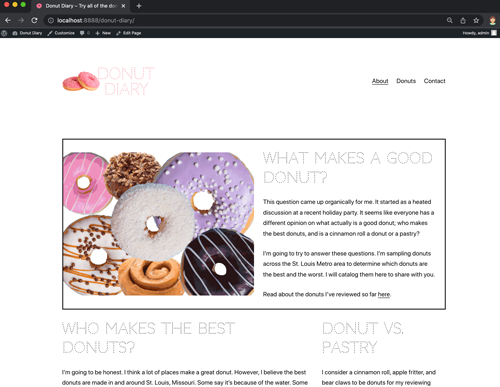 Donut Diary – Try all of the don
localhost:8888/donut-diary/
Donut Diary Customize 0 New Edit Page Howdy, admin
DONUT
DIARY
About Donuts Contact
WHAT MAKES A GOOD
DONUT?
This question came up organically for me. It started as a heated
discussion at a recent holiday party. It seems like everyone has a
different opinion on what actually is a good donut; who makes
the best donuts, and is a cinnamon roll a donut or a pastry?
I'm going to try to answer these questions. I'm sampling donuts
across the St. Louis Metro area to determine which donuts are
the best and the worst. I will catalog them here to share with you.
Read about the donuts I've reviewed so far here.
WHO MAKES THE BEST
DONUTS?
I'm going to be honest. I think a lot of places make a great donut. However, I believe the best
donuts are made in and around St. Louis, Missouri. Some say it's because of the water. Some
DONUT VS.
PASTRY
I consider a cinnamon roll, apple fritter, and
bear claws to be donuts for my reviewing